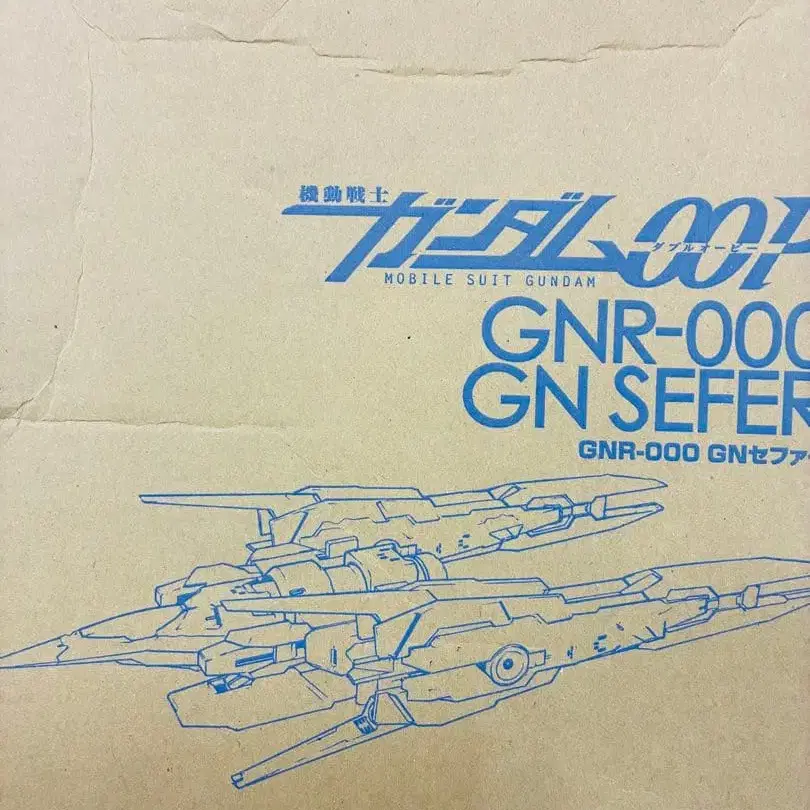 機動戦士
ガンダム00P
ダブルオーピー
MOBILE SUIT GUNDAM
GNR-000
GN SEFER
GNR-000 GNセファー